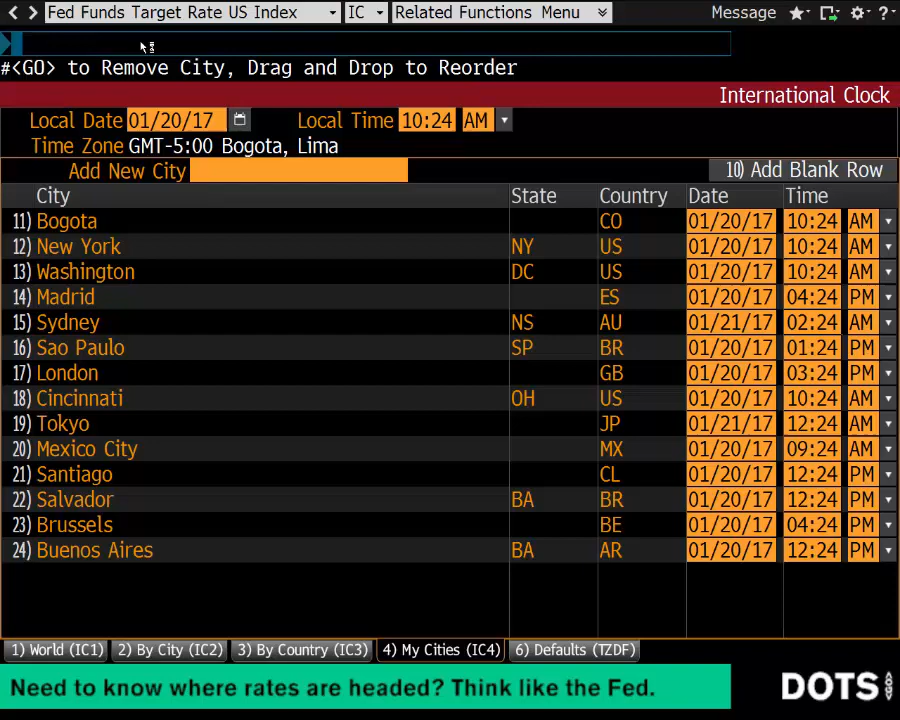 Fed Funds Target Rate US Index IC Related Functions Menu Message
#<GO> to Remove City, Drag and Drop to Reorder
International Clock
Local Date 01/20/17 Local Time 10:24 AM
Time Zone GMT-5:00 Bogota, Lima
Add New City 10) Add Blank Row
City State Country Date Time
11) Bogota CO 01/20/17 10:24 AM
12) New York NY US 01/20/17 10:24 AM
13) Washington DC US 01/20/17 10:24 AM
14) Madrid ES 01/20/17 04:24 PM
15) Sydney NS AU 01/21/17 02:24 AM
16) Sao Paulo SP BR 01/20/17 01:24 PM
17) London GB 01/20/17 03:24 PM
18) Cincinnati OH US 01/20/17 10:24 AM
19) Tokyo JP 01/21/17 12:24 AM
20) Mexico City MX 01/20/17 09:24 AM
21) Santiago CL 01/20/17 12:24 PM
22) Salvador BA BR 01/20/17 12:24 PM
23) Brussels BE 01/20/17 04:24 PM
24) Buenos Aires BA AR 01/20/17 12:24 PM
1) World (IC1) 2) By City (IC2) 3) By Country (IC3) 4) My Cities (IC4) 6) Defaults (TZDF)
Need to know where rates are headed? Think like the Fed. DOTS